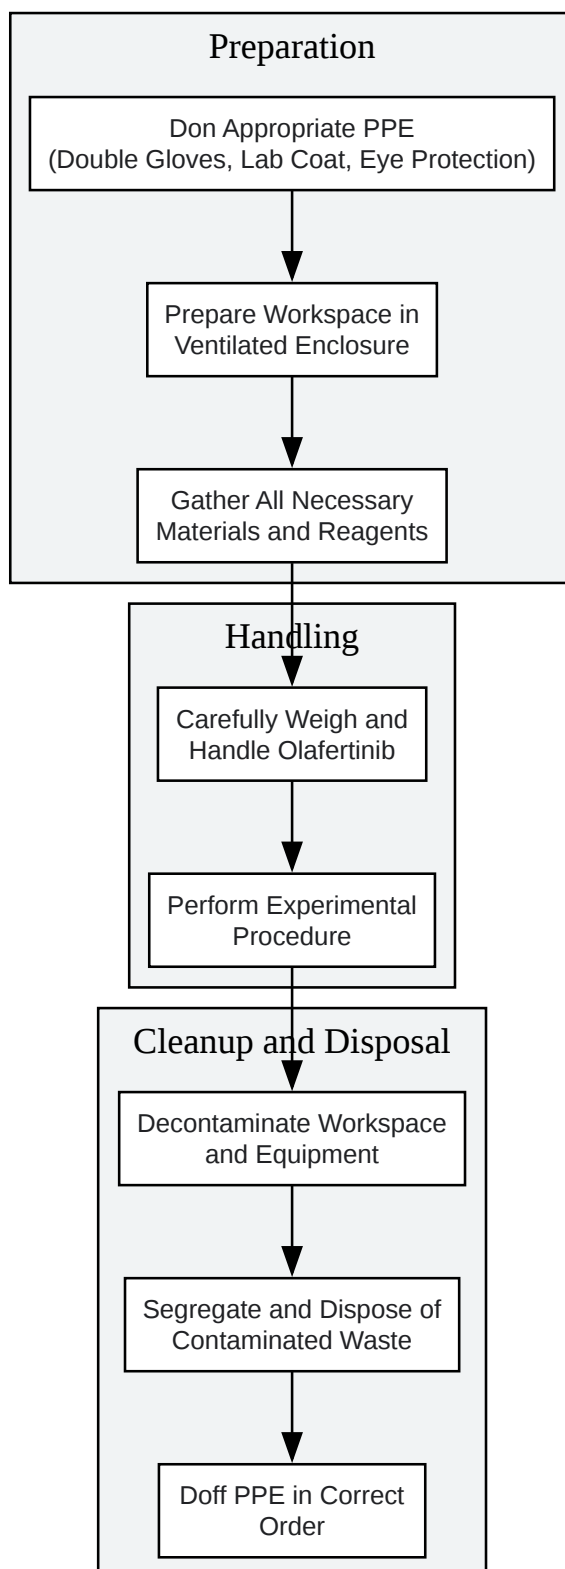 Preparation
Don Appropriate PPE
(Double Gloves, Lab Coat, Eye Protection)
Prepare Workspace in
Ventilated Enclosure
Gather All Necessary
Materials and Reagents
Handling
Carefully Weigh and
Handle Olafertinib
Perform Experimental
Procedure
Cleanup and Disposal
Decontaminate Workspace
and Equipment
Segregate and Dispose of
Contaminated Waste
Doff PPE in Correct
Order